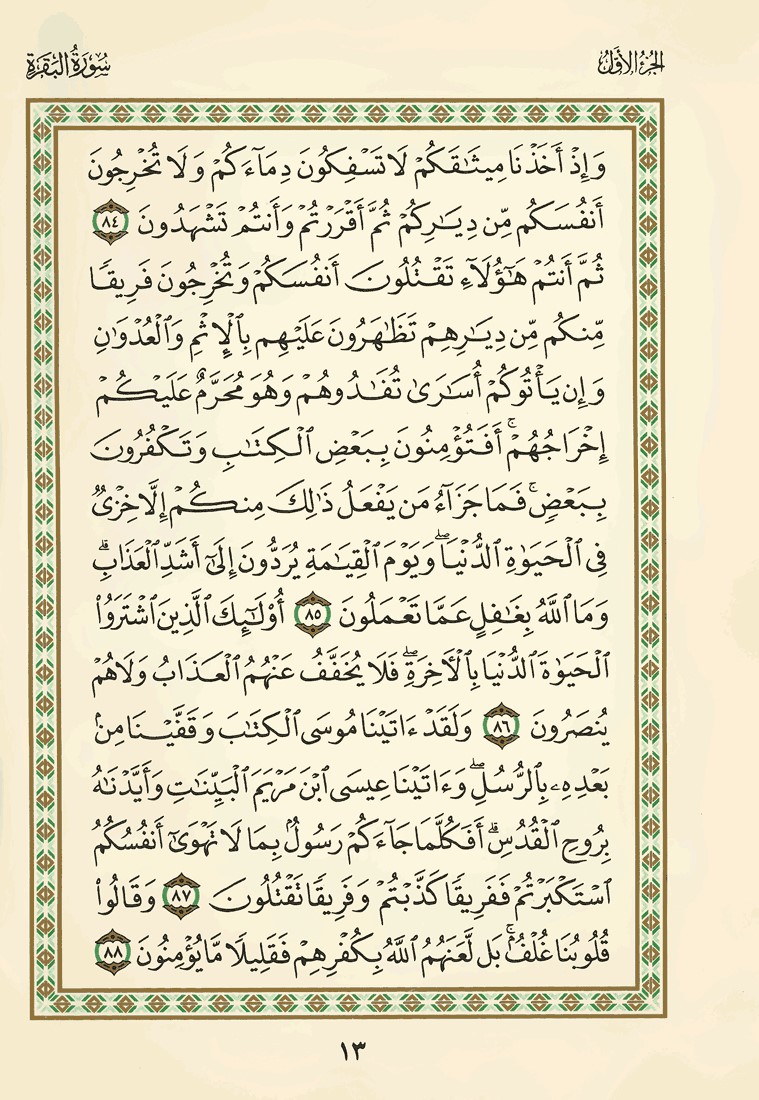 الجزء الأول
سورة البقرة
وَإِذْ أَخَذْنَا مِيثَٰقَكُمْ لَا تَسْفِكُونَ دِمَآءَكُمْ وَلَا تُخْرِجُونَ
أَنفُسَكُم مِّن دِيَٰرِكُمْ ثُمَّ أَقْرَرْتُمْ وَأَنتُمْ تَشْهَدُونَ ٨٤
ثُمَّ أَنتُمْ هَٰٓؤُلَآءِ تَقْتُلُونَ أَنفُسَكُمْ وَتُخْرِجُونَ فَرِيقًا
مِّنكُم مِّن دِيَٰرِهِمْ تَظَٰهَرُونَ عَلَيْهِم بِٱلْإِثْمِ وَٱلْعُدْوَٰنِ
وَإِن يَأْتُوكُمْ أُسَٰرَىٰ تُفَٰدُوهُمْ وَهُوَ مُحَرَّمٌ عَلَيْكُمْ
إِخْرَاجُهُمْ ۚ أَفَتُؤْمِنُونَ بِبَعْضِ ٱلْكِتَٰبِ وَتَكْفُرُونَ
بِبَعْضٍ ۚ فَمَا جَزَآءُ مَن يَفْعَلُ ذَٰلِكَ مِنكُمْ إِلَّا خِزْىٌ
فِى ٱلْحَيَوٰةِ ٱلدُّنْيَا ۖ وَيَوْمَ ٱلْقِيَٰمَةِ يُرَدُّونَ إِلَىٰٓ أَشَدِّ ٱلْعَذَابِ ۗ
وَمَا ٱللَّهُ بِغَٰفِلٍ عَمَّا تَعْمَلُونَ ٨٥ أُو۟لَٰٓئِكَ ٱلَّذِينَ ٱشْتَرَوُا۟
ٱلْحَيَوٰةَ ٱلدُّنْيَا بِٱلْءَاخِرَةِ ۖ فَلَا يُخَفَّفُ عَنْهُمُ ٱلْعَذَابُ وَلَا هُمْ
يُنصَرُونَ ٨٦ وَلَقَدْ ءَاتَيْنَا مُوسَى ٱلْكِتَٰبَ وَقَفَّيْنَا مِنۢ
بَعْدِهِۦ بِٱلرُّسُلِ ۖ وَءَاتَيْنَا عِيسَى ٱبْنَ مَرْيَمَ ٱلْبَيِّنَٰتِ وَأَيَّدْنَٰهُ
بِرُوحِ ٱلْقُدُسِ ۗ أَفَكُلَّمَا جَآءَكُمْ رَسُولٌۢ بِمَا لَا تَهْوَىٰٓ أَنفُسُكُمُ
ٱسْتَكْبَرْتُمْ فَفَرِيقًا كَذَّبْتُمْ وَفَرِيقًا تَقْتُلُونَ ٨٧ وَقَالُوا۟
قُلُوبُنَا غُلْفٌۢ ۚ بَل لَّعَنَهُمُ ٱللَّهُ بِكُفْرِهِمْ فَقَلِيلًا مَّا يُؤْمِنُونَ ٨٨
١٣